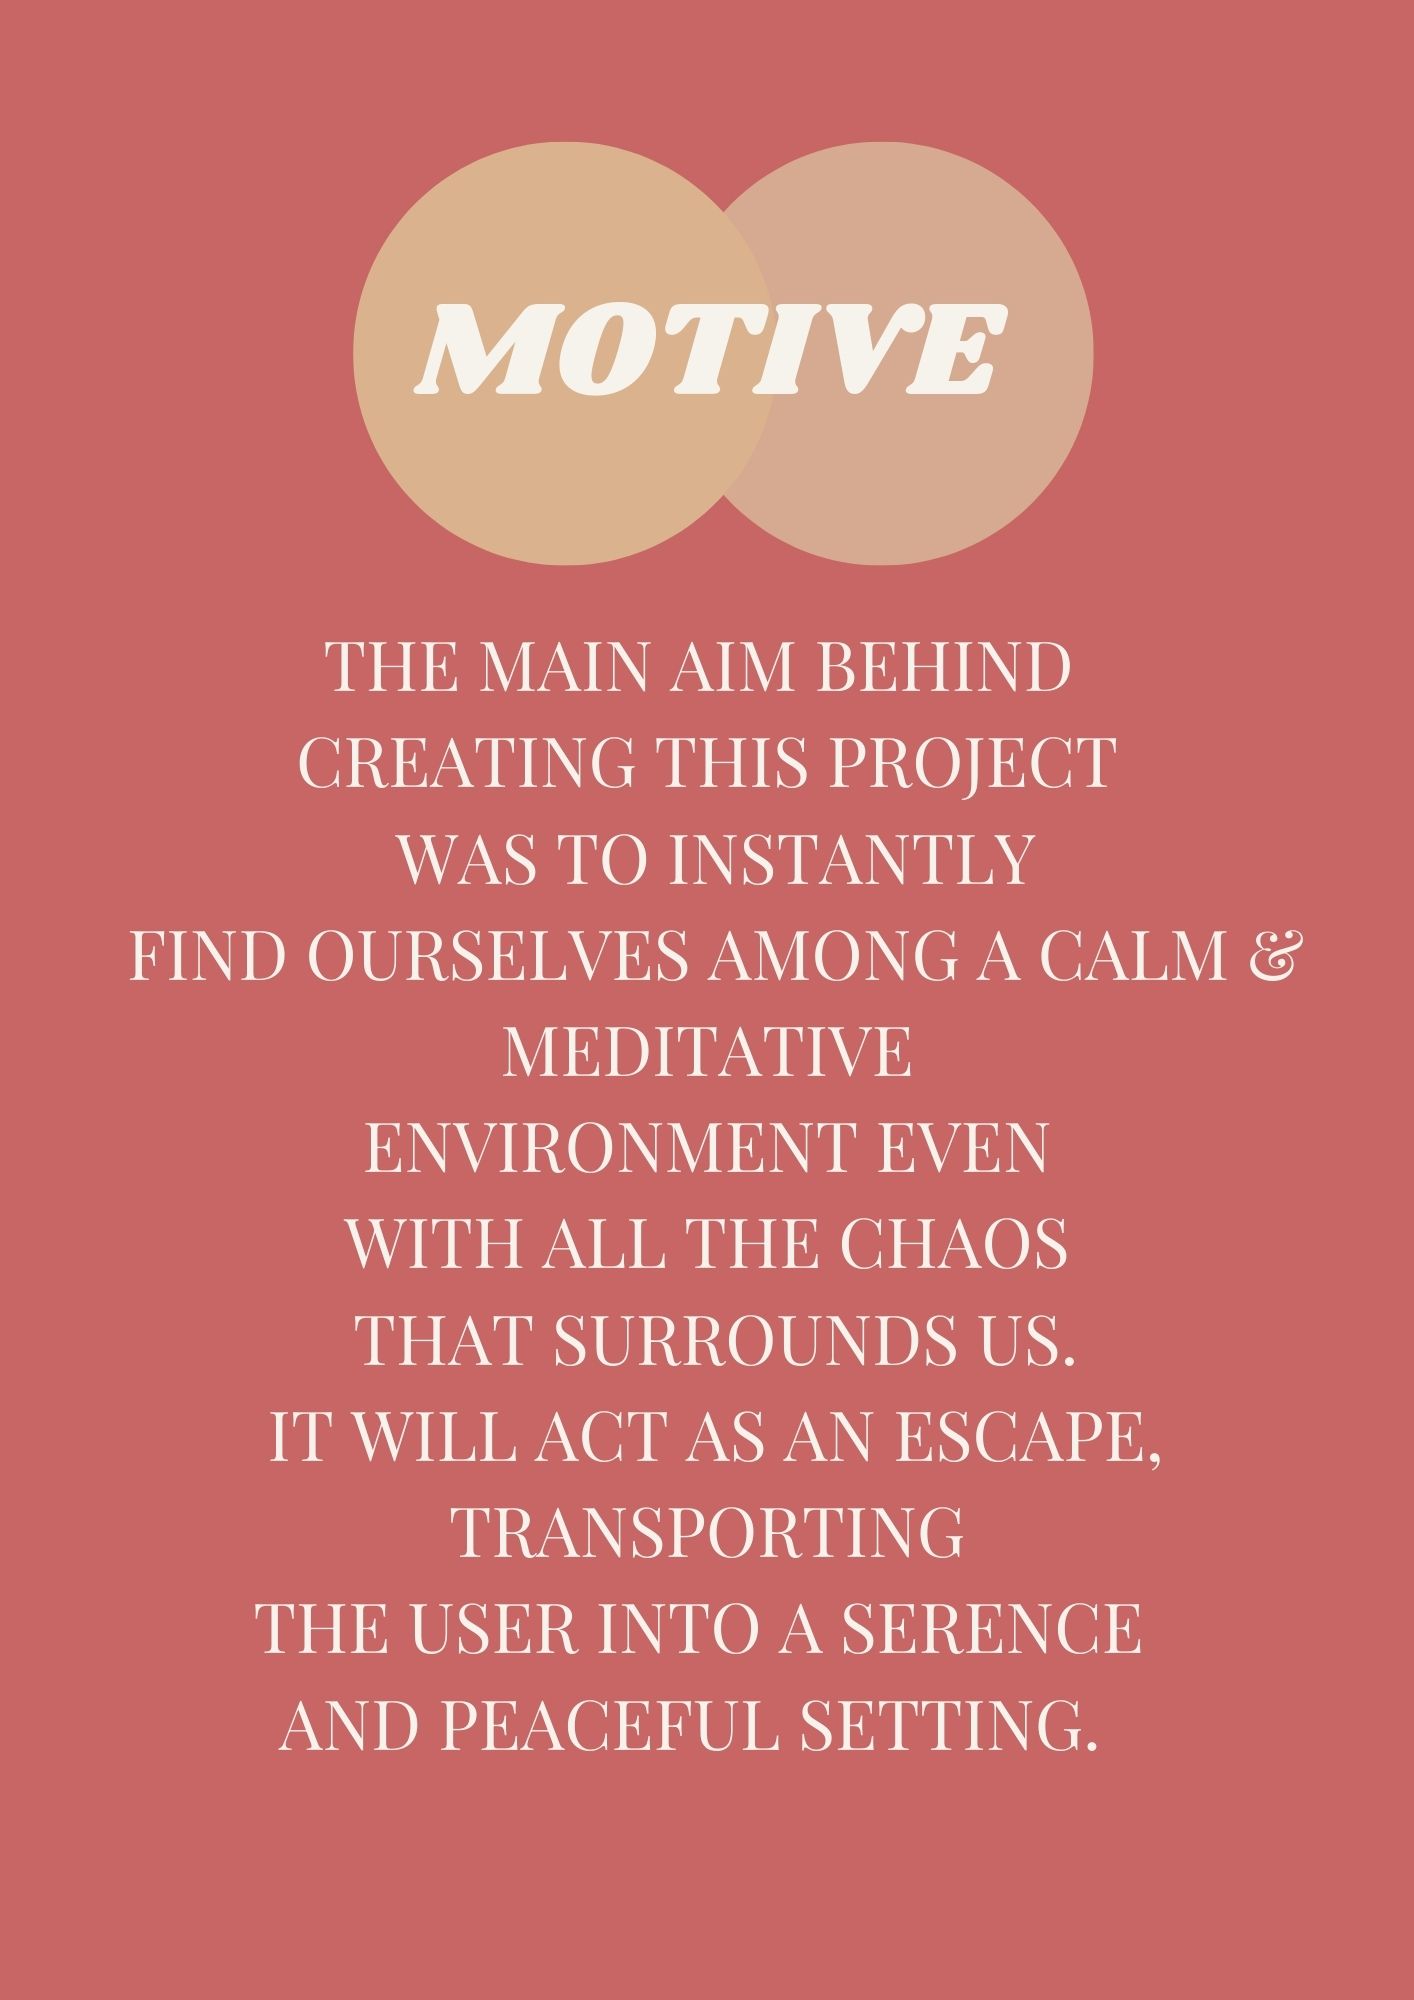 MOTIVE
THE MAIN AIM BEHIND
CREATING THIS PROJECT
WAS TO INSTANTLY
FIND OURSELVES AMONG A CALM &
MEDITATIVE
ENVIRONMENT EVEN
WITH ALL THE CHAOS
THAT SURROUNDS US.
IT WILL ACT AS AN ESCAPE,
TRANSPORTING
THE USER INTO A SERENCE
AND PEACEFUL SETTING.